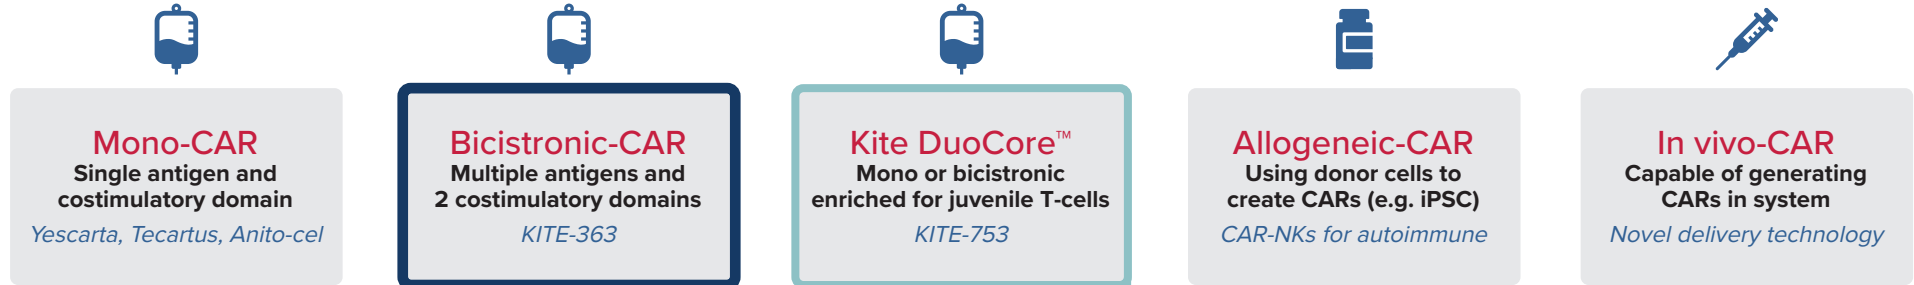 Mono-CAR
Single antigen and
costimulatory domain
Yescarta, Tecartus, Anito-cel
Bicistronic-CAR
Multiple antigens and
2 costimulatory domains
KITE-363
Kite DuoCore™
Mono or bicistronic
enriched for juvenile T-cells
KITE-753
Allogeneic-CAR
Using donor cells to
create CARs (e.g. iPSC)
CAR-NKs for autoimmune
In vivo-CAR
Capable of generating
CARs in system
Novel delivery technology